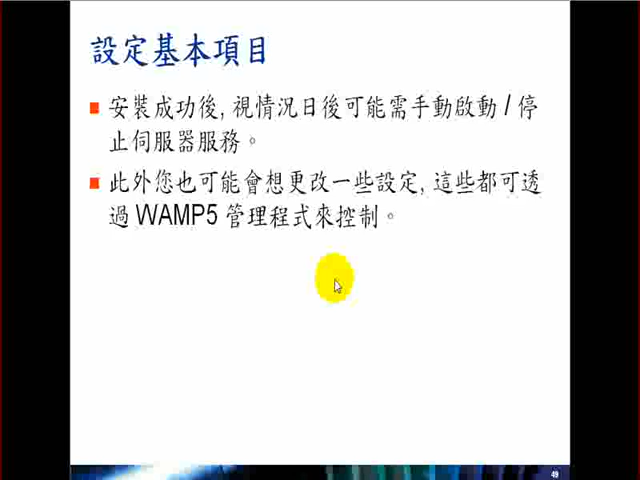 設定基本項目
安裝成功後, 視情況日後可能需手動啟動 / 停
止伺服器服務。
此外您也可能會想更改一些設定, 這些都可透
過 WAMP5 管理程式來控制。
49